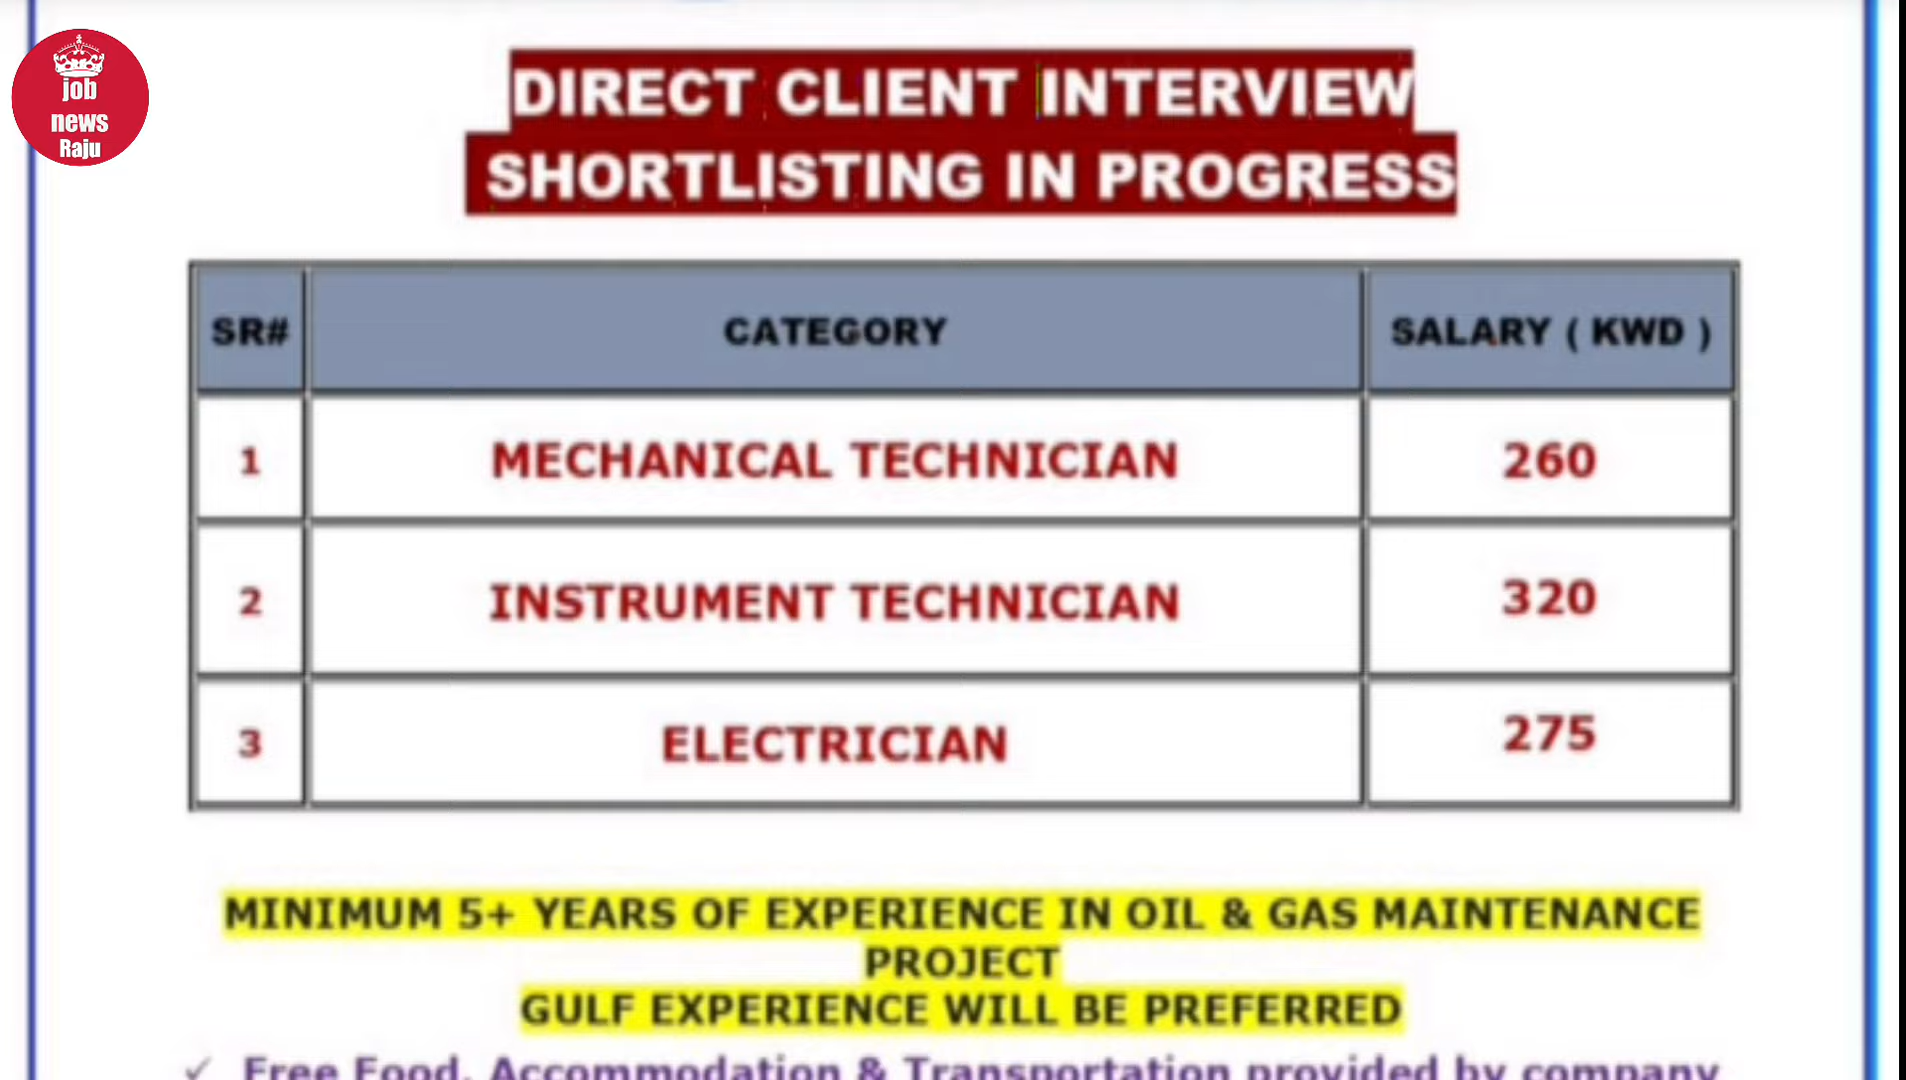 job
news
Raju
DIRECT CLIENT INTERVIEW
SHORTLISTING IN PROGRESS
SR# CATEGORY SALARY ( KWD )
1 MECHANICAL TECHNICIAN 260
2 INSTRUMENT TECHNICIAN 320
3 ELECTRICIAN 275
MINIMUM 5+ YEARS OF EXPERIENCE IN OIL & GAS MAINTENANCE
PROJECT
GULF EXPERIENCE WILL BE PREFERRED
✓ Free Food, Accommodation & Transportation provided by company